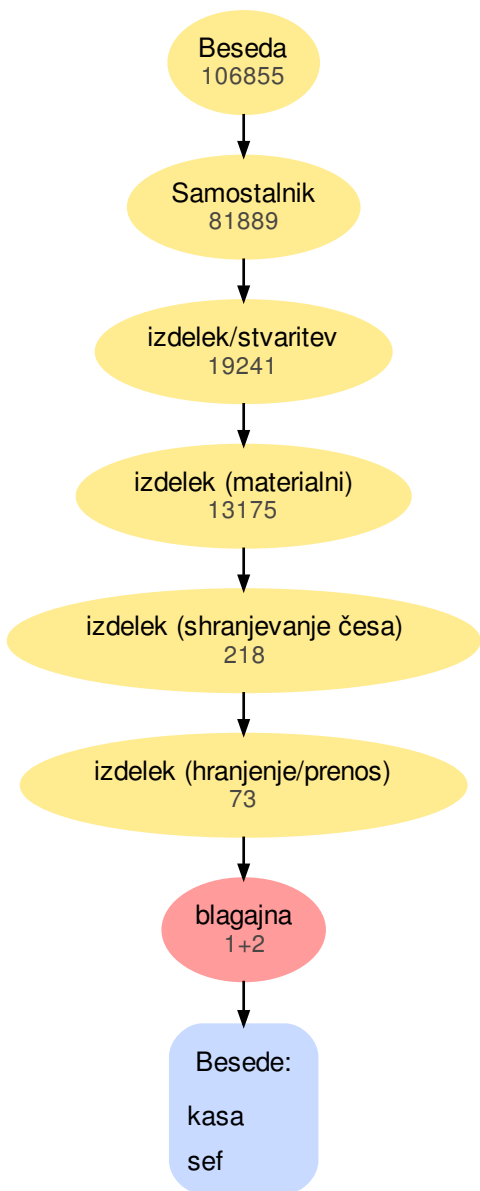 Beseda
106855
Samostalnik
81889
izdelek/stvaritev
19241
izdelek (materialni)
13175
izdelek (shranjevanje česa)
218
izdelek (hranjenje/prenos)
73
blagajna
1+2
Besede:
kasa
sef